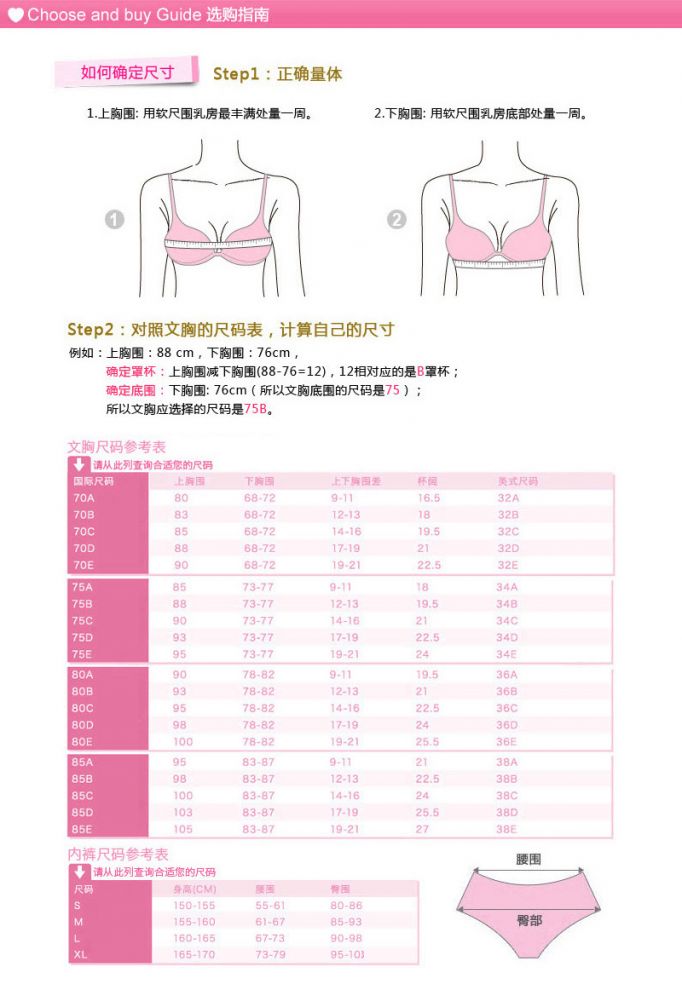 Choose and buy Guide 选购指南
如何确定尺寸 Step1：正确量体
1.上胸围: 用软尺围乳房最丰满处量一周。 2.下胸围: 用软尺围乳房底部处量一周。
1 2
Step2：对照文胸的尺码表，计算自己的尺寸
例如：上胸围：88 cm，下胸围：76cm，
确定罩杯：上胸围减下胸围(88-76=12)，12相对应的是B罩杯；
确定底围：下胸围: 76cm（所以文胸底围的尺码是75）；
所以文胸应选择的尺码是75B。
文胸尺码参考表
请从此列查询合适您的尺码
国际尺码 上胸围 下胸围 上下胸围差 杯阔 英式尺码
70A 80 68-72 9-11 16.5 32A
70B 83 68-72 12-13 18 32B
70C 85 68-72 14-16 19.5 32C
70D 88 68-72 17-19 21 32D
70E 90 68-72 19-21 22.5 32E
75A 85 73-77 9-11 18 34A
75B 88 73-77 12-13 19.5 34B
75C 90 73-77 14-16 21 34C
75D 93 73-77 17-19 22.5 34D
75E 95 73-77 19-21 24 34E
80A 90 78-82 9-11 19.5 36A
80B 93 78-82 12-13 21 36B
80C 95 78-82 14-16 22.5 36C
80D 98 78-82 17-19 24 36D
80E 100 78-82 19-21 25.5 36E
85A 95 83-87 9-11 21 38A
85B 98 83-87 12-13 22.5 38B
85C 100 83-87 14-16 24 38C
85D 103 83-87 17-19 25.5 38D
85E 105 83-87 19-21 27 38E
内裤尺码参考表
请从此列查询合适您的尺码
尺码 身高(CM) 腰围 臀围
S 150-155 55-61 80-86
M 155-160 61-67 85-93
L 160-165 67-73 90-98
XL 165-170 73-79 95-103
腰围
臀部